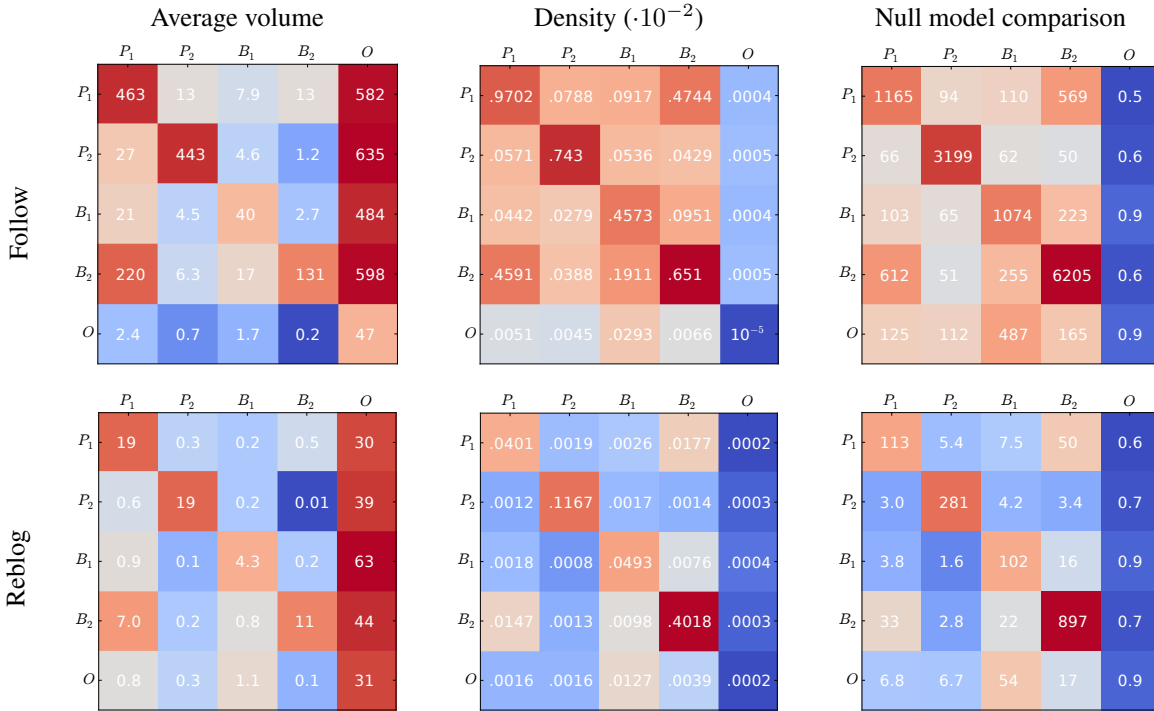 Average volume Density (·10⁻²) Null model comparison
P₁ P₂ B₁ B₂ O P₁ P₂ B₁ B₂ O P₁ P₂ B₁ B₂ O
P₁ 463 13 7.9 13 582 P₁ .9702 .0788 .0917 .4744 .0004 P₁ 1165 94 110 569 0.5
P₂ 27 443 4.6 1.2 635 P₂ .0571 .743 .0536 .0429 .0005 P₂ 66 3199 62 50 0.6
Follow
B₁ 21 4.5 40 2.7 484 B₁ .0442 .0279 .4573 .0951 .0004 B₁ 103 65 1074 223 0.9
B₂ 220 6.3 17 131 598 B₂ .4591 .0388 .1911 .651 .0005 B₂ 612 51 255 6205 0.6
O 2.4 0.7 1.7 0.2 47 O .0051 .0045 .0293 .0066 10⁻⁵ O 125 112 487 165 0.9
P₁ P₂ B₁ B₂ O P₁ P₂ B₁ B₂ O P₁ P₂ B₁ B₂ O
P₁ 19 0.3 0.2 0.5 30 P₁ .0401 .0019 .0026 .0177 .0002 P₁ 113 5.4 7.5 50 0.6
P₂ 0.6 19 0.2 0.01 39 P₂ .0012 .1167 .0017 .0014 .0003 P₂ 3.0 281 4.2 3.4 0.7
Reblog
B₁ 0.9 0.1 4.3 0.2 63 B₁ .0018 .0008 .0493 .0076 .0004 B₁ 3.8 1.6 102 16 0.9
B₂ 7.0 0.2 0.8 11 44 B₂ .0147 .0013 .0098 .4018 .0003 B₂ 33 2.8 22 897 0.7
O 0.8 0.3 1.1 0.1 31 O .0016 .0016 .0127 .0039 .0002 O 6.8 6.7 54 17 0.9